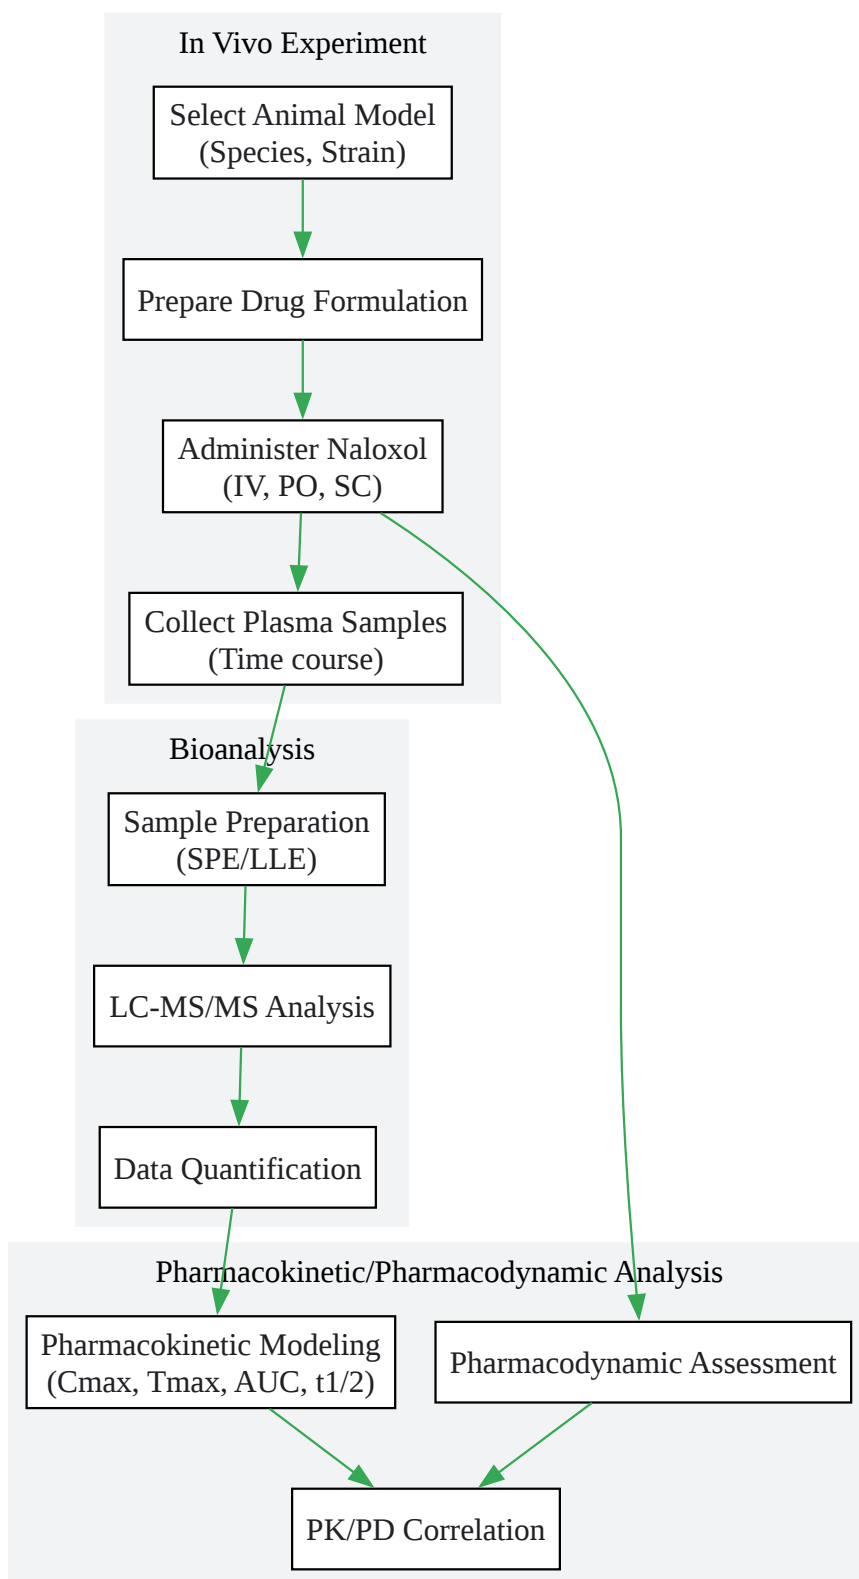 In Vivo Experiment
Select Animal Model
(Species, Strain)
Prepare Drug Formulation
Administer Naloxol
(IV, PO, SC)
Collect Plasma Samples
(Time course)
Bioanalysis
Sample Preparation
(SPE/LLE)
LC-MS/MS Analysis
Data Quantification
Pharmacokinetic/Pharmacodynamic Analysis
Pharmacokinetic Modeling
(Cmax, Tmax, AUC, t1/2)
Pharmacodynamic Assessment
PK/PD Correlation